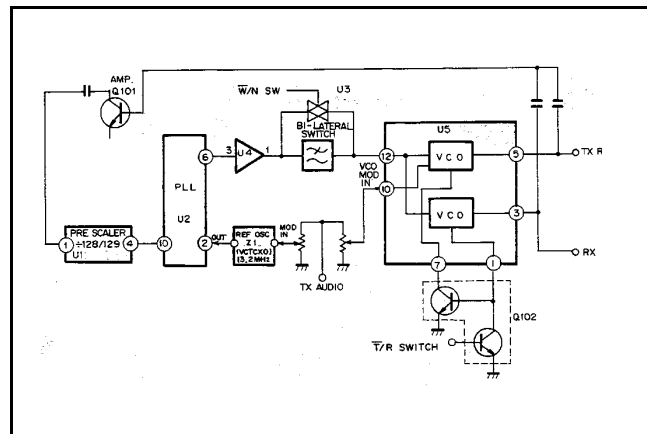 AMP.
Q101
W/N SW
U3
BI-LATERAL
SWITCH
U5
6
3
U4
1
12
VCO
5
TX R
PLL
VCO
MOD
IN
10
VCO
3
U2
RX
PRE SCALER
1
÷128/129
4
U1
10
2
OUT
REF OSC
Z1
(VCTCXO)
13.2MHz
MOD
IN
7
1
TX AUDIO
Q102
T/R SWITCH